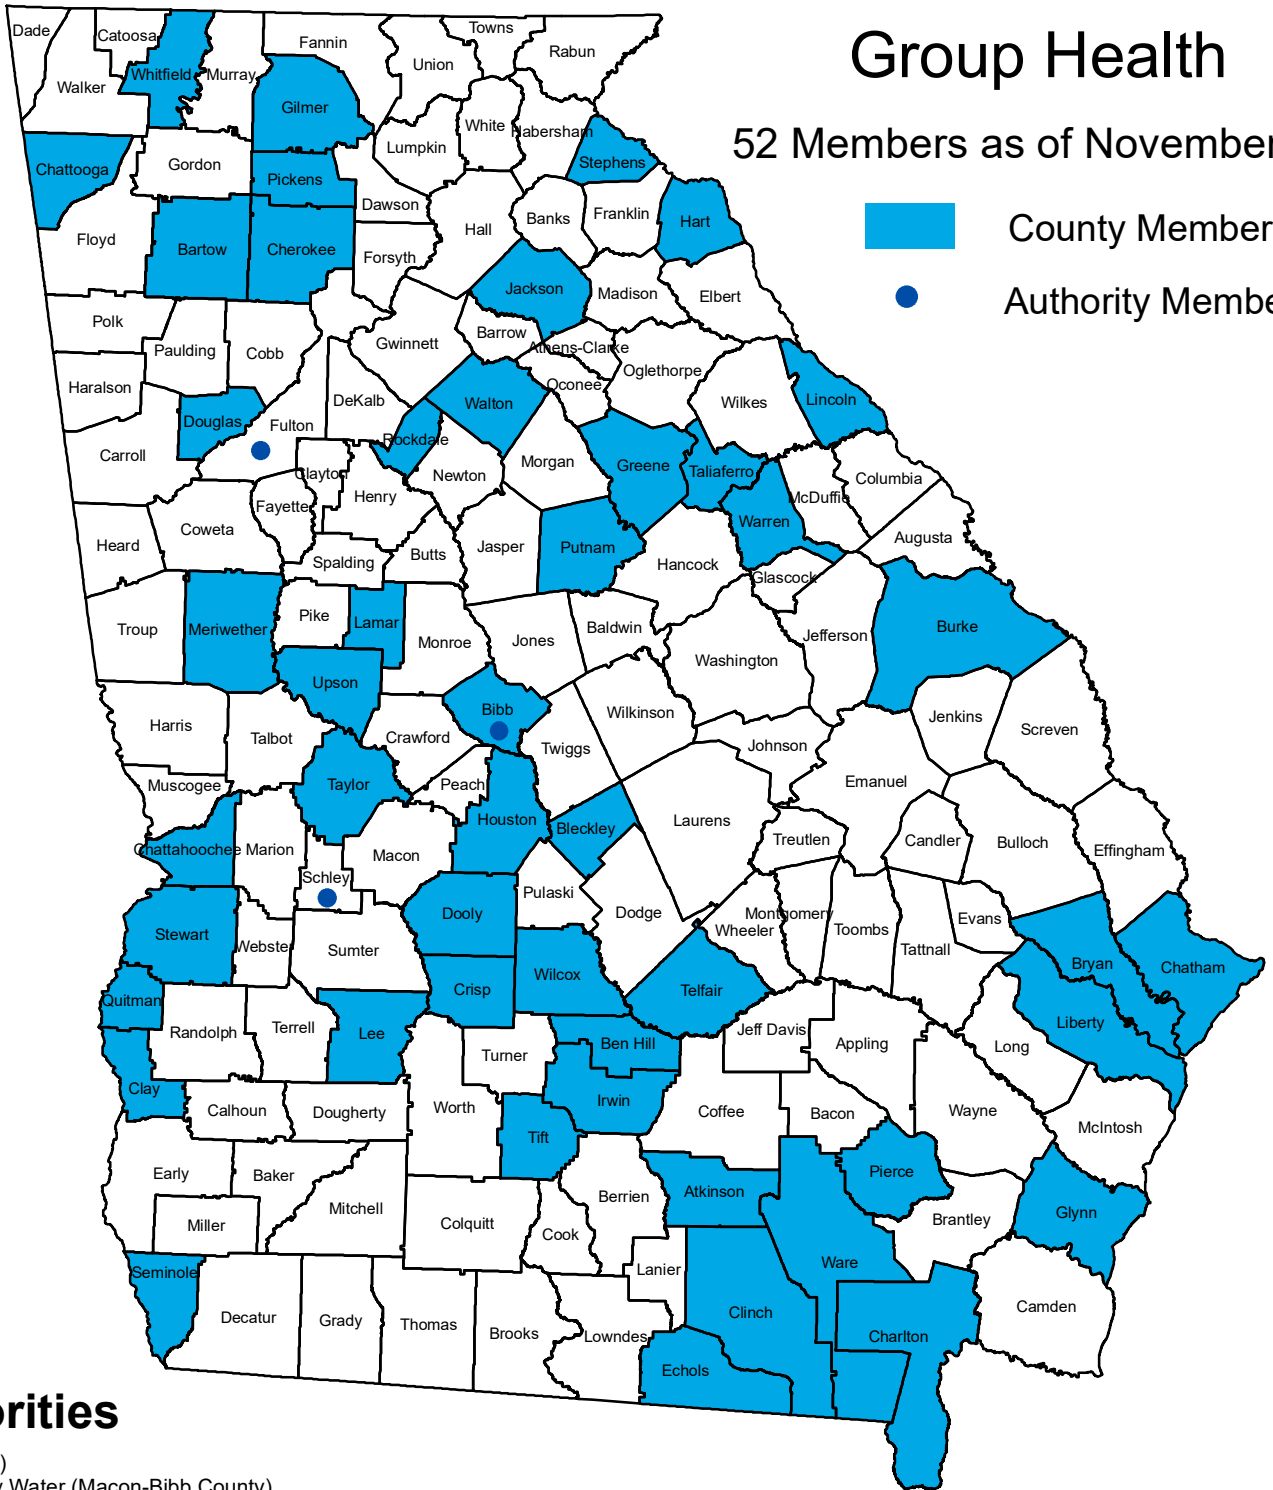 Group Health
52 Members as of November
County Member
Authority Membe
Dade
Catoosa
Whitfield
Murray
Fannin
Towns
Union
Rabun
Walker
Gilmer
White
Habersham
Lumpkin
Stephens
Chattooga
Gordon
Pickens
Dawson
Hall
Banks
Franklin
Hart
Floyd
Bartow
Cherokee
Forsyth
Jackson
Madison
Elbert
Polk
Paulding
Cobb
Gwinnett
Barrow
Athens-Clarke
Oconee
Oglethorpe
Haralson
Douglas
Fulton
DeKalb
Rockdale
Walton
Wilkes
Lincoln
Carroll
Clayton
Henry
Newton
Morgan
Greene
Taliaferro
McDuffie
Columbia
Fayette
Coweta
Heard
Spalding
Butts
Jasper
Putnam
Hancock
Warren
Glascock
Augusta
Troup
Meriwether
Pike
Lamar
Monroe
Jones
Baldwin
Washington
Jefferson
Burke
Upson
Bibb
Wilkinson
Jenkins
Screven
Harris
Talbot
Crawford
Twiggs
Johnson
Emanuel
Muscogee
Taylor
Peach
Houston
Bleckley
Laurens
Treutlen
Candler
Bulloch
Effingham
Chattahoochee
Marion
Macon
Schley
Pulaski
Dodge
Montgomery
Wheeler
Toombs
Tattnall
Evans
Stewart
Webste
Sumter
Dooly
Wilcox
Telfair
Bryan
Chatham
Quitman
Randolph
Terrell
Lee
Crisp
Turner
Ben Hill
Jeff Davis
Appling
Long
Liberty
Clay
Calhoun
Dougherty
Worth
Tift
Irwin
Coffee
Bacon
Wayne
McIntosh
Early
Baker
Mitchell
Miller
Colquitt
Cook
Berrien
Atkinson
Pierce
Brantley
Glynn
Seminole
Decatur
Grady
Thomas
Brooks
Lowndes
Lanier
Clinch
Echols
Ware
Charlton
Camden
orities
)
y Water (Macon-Bibb County)